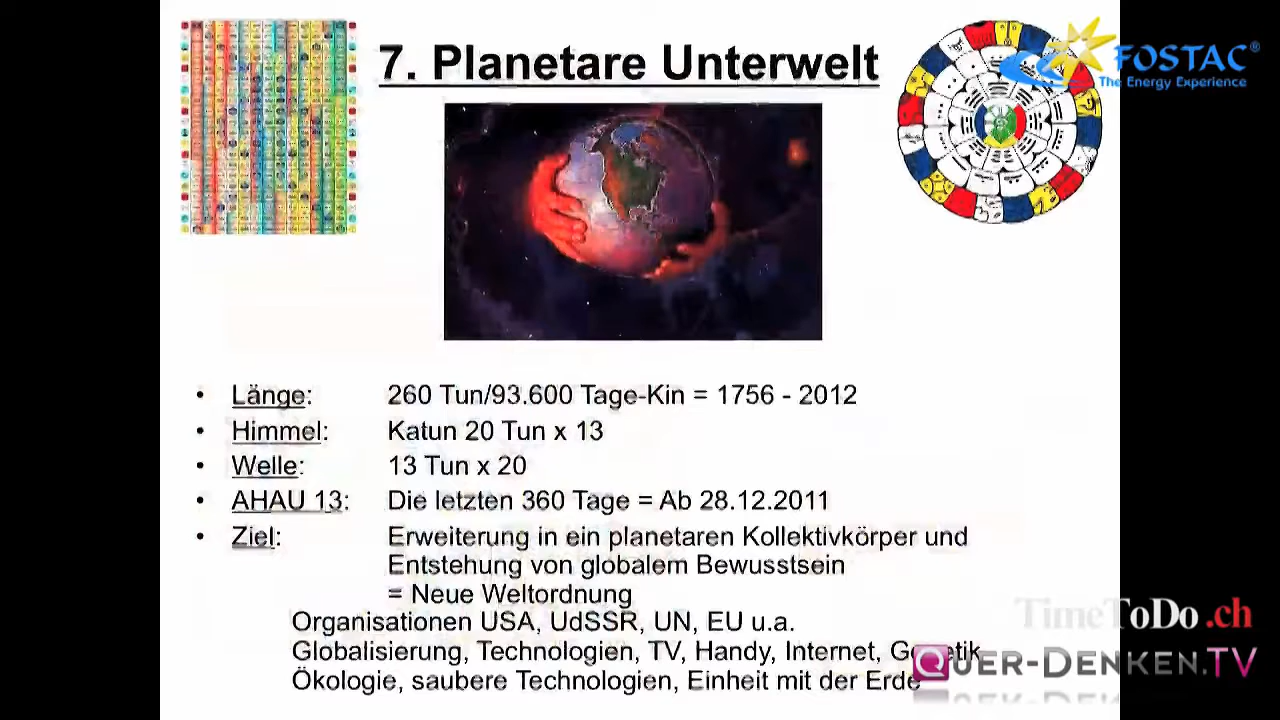 7. Planetare Unterwelt
FOSTAC®
The Energy Experience
• Länge: 260 Tun/93.600 Tage-Kin = 1756 - 2012
• Himmel: Katun 20 Tun x 13
• Welle: 13 Tun x 20
• AHAU 13: Die letzten 360 Tage = Ab 28.12.2011
• Ziel: Erweiterung in ein planetaren Kollektivkörper und
Entstehung von globalem Bewusstsein
= Neue Weltordnung
Organisationen USA, UdSSR, UN, EU u.a.
Globalisierung, Technologien, TV, Handy, Internet,
Ökologie, saubere Technologien, Einheit mit der Erde
TimeToDo.ch
QUER-DENKEN.TV